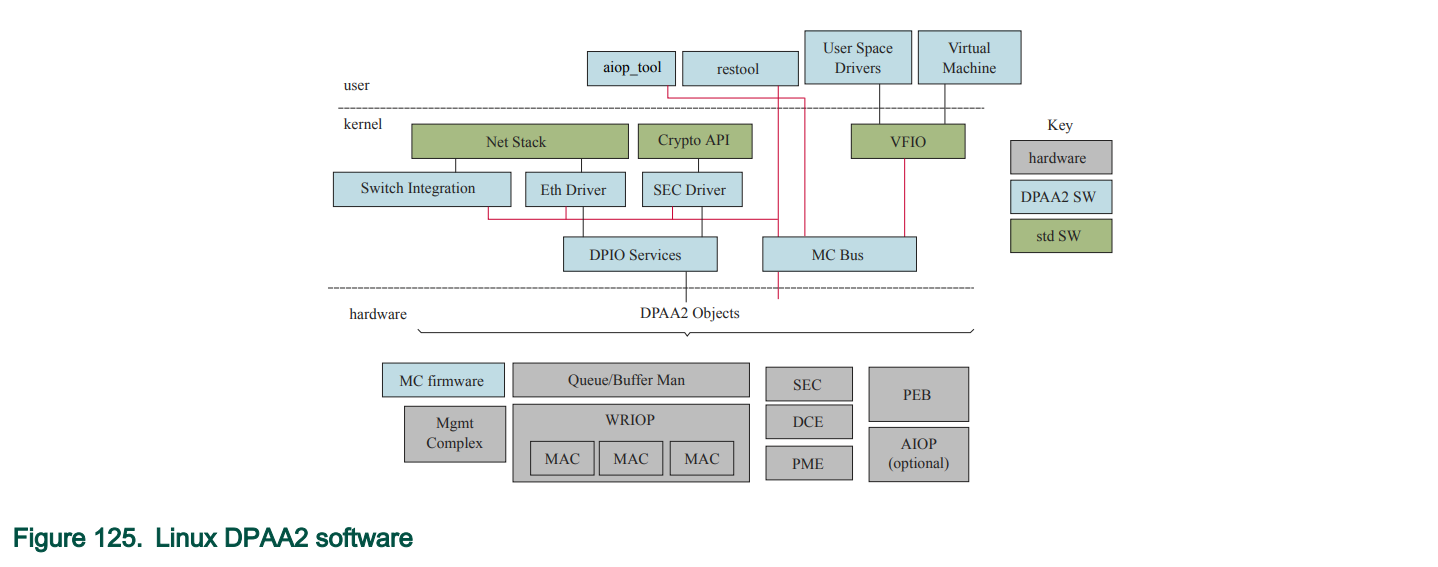 User Space
Drivers
Virtual
Machine
aiop_tool
restool
user
kernel
Net Stack
Crypto API
VFIO
Key
hardware
Switch Integration
Eth Driver
SEC Driver
DPAA2 SW
std SW
DPIO Services
MC Bus
hardware
DPAA2 Objects
MC firmware
Queue/Buffer Man
SEC
PEB
Mgmt
Complex
WRIOP
DCE
MAC
MAC
MAC
PME
AIOP
(optional)
Figure 125. Linux DPAA2 software